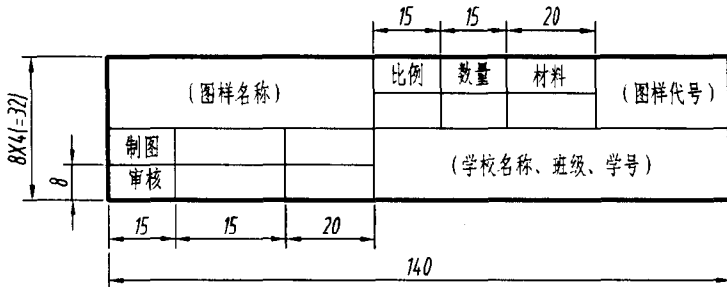 15 15 20
比例 数量 材料
(图样名称) (图样代号)
8X4(=32)
制图
(学校名称、班级、学号)
8 审核
15 15 20
140